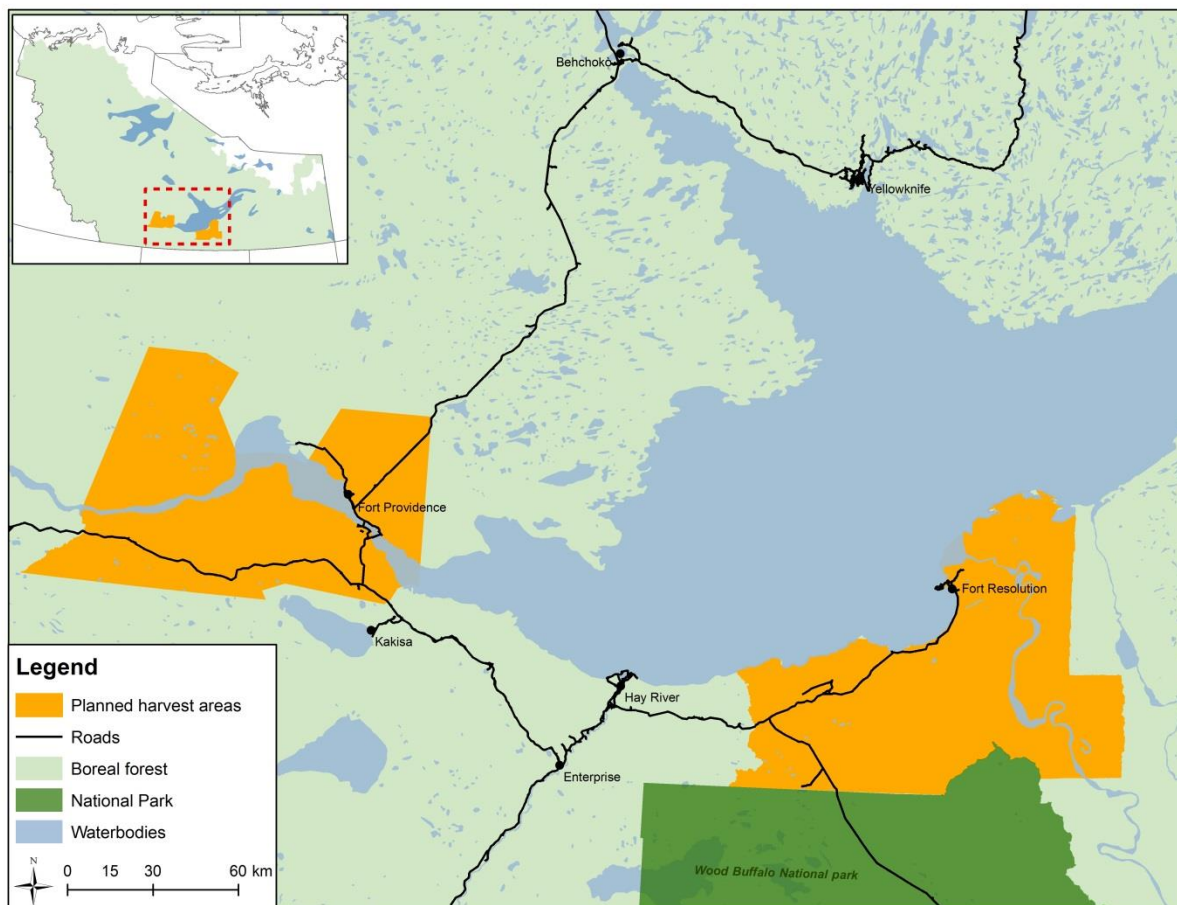 Behchokò
Yellowknife
Fort Providence
Fort Resolution
Kakisa
Hay River
Enterprise
Wood Buffalo National park
Legend
Planned harvest areas
Roads
Boreal forest
National Park
Waterbodies
N
0 15 30 60 km